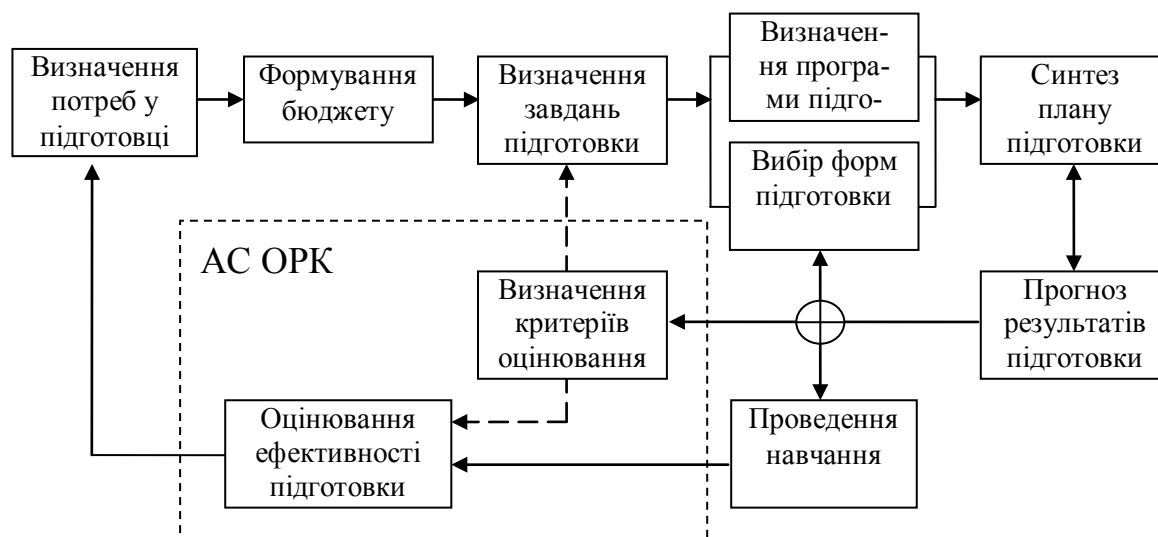 Визначення
потреб у
підготовці
Формування
бюджету
Визначення
завдань
підготовки
Визначен-
ня програ-
ми підго-
Вибір форм
підготовки
Синтез
плану
підготовки
АС ОРК
Визначення
критеріїв
оцінювання
Прогноз
результатів
підготовки
Оцінювання
ефективності
підготовки
Проведення
навчання